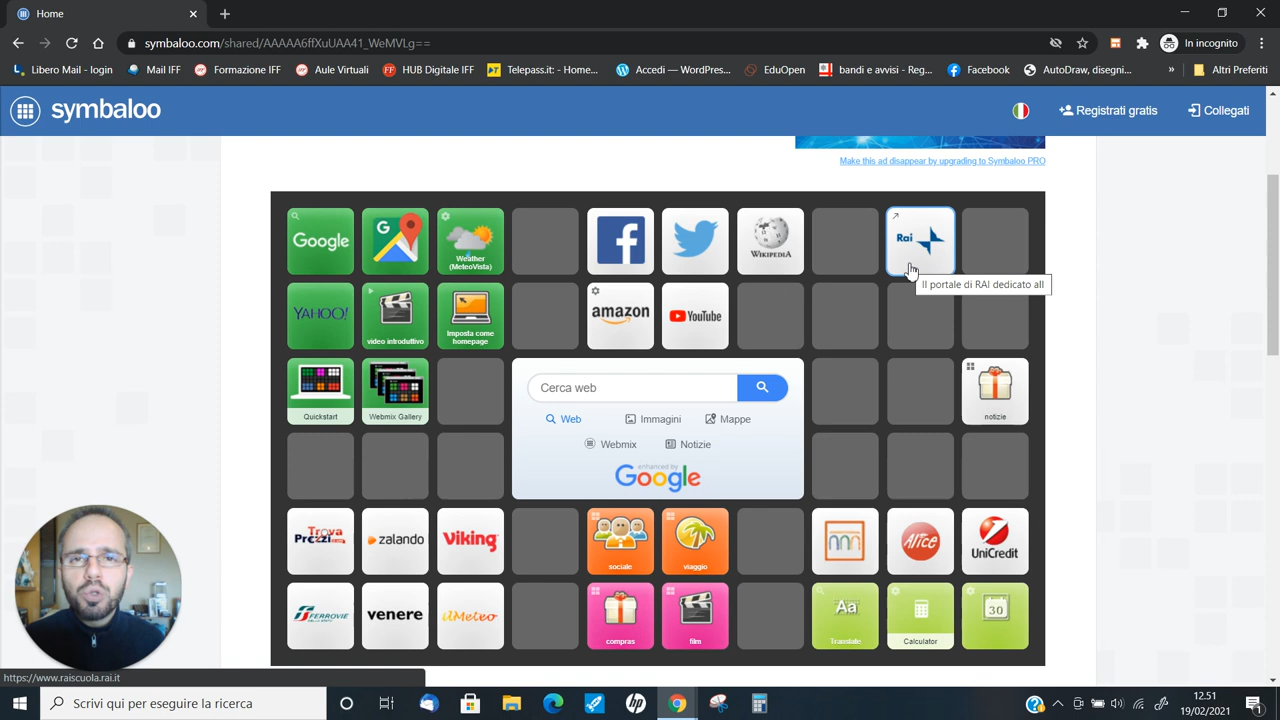 Home
symbaloo.com/shared/AAAAA6ffXuUAA41_WeMVLg==
In incognito
Libero Mail - login
Mail IFF
Formazione IFF
Aule Virtuali
HUB Digitale IFF
Telepass.it: - Home...
Accedi — WordPres...
EduOpen
bandi e avvisi - Reg...
Facebook
AutoDraw, disegni...
»
Altri Preferiti
symbaloo
Registrati gratis
Collegati
Make this ad disappear by upgrading to Symbaloo PRO
Google
G
Weather
(MeteoVista)
f
WIKIPEDIA
Rai
Il portale di RAI dedicato all
YAHOO!
video introduttivo
Imposta come
homepage
amazon
YouTube
Quickstart
Webmix Gallery
Cerca web
Web
Immagini
Mappe
Webmix
Notizie
enhanced by
Google
notizie
Trova
Prezzi
zalando
Viking
sociale
viaggio
Alice
UniCredit
FERROVIE
venere
ilMeteo
compras
film
Aa
Translate
Calculator
30
https://www.raiscuola.rai.it
Scrivi qui per eseguire la ricerca
hp
12.51
19/02/2021